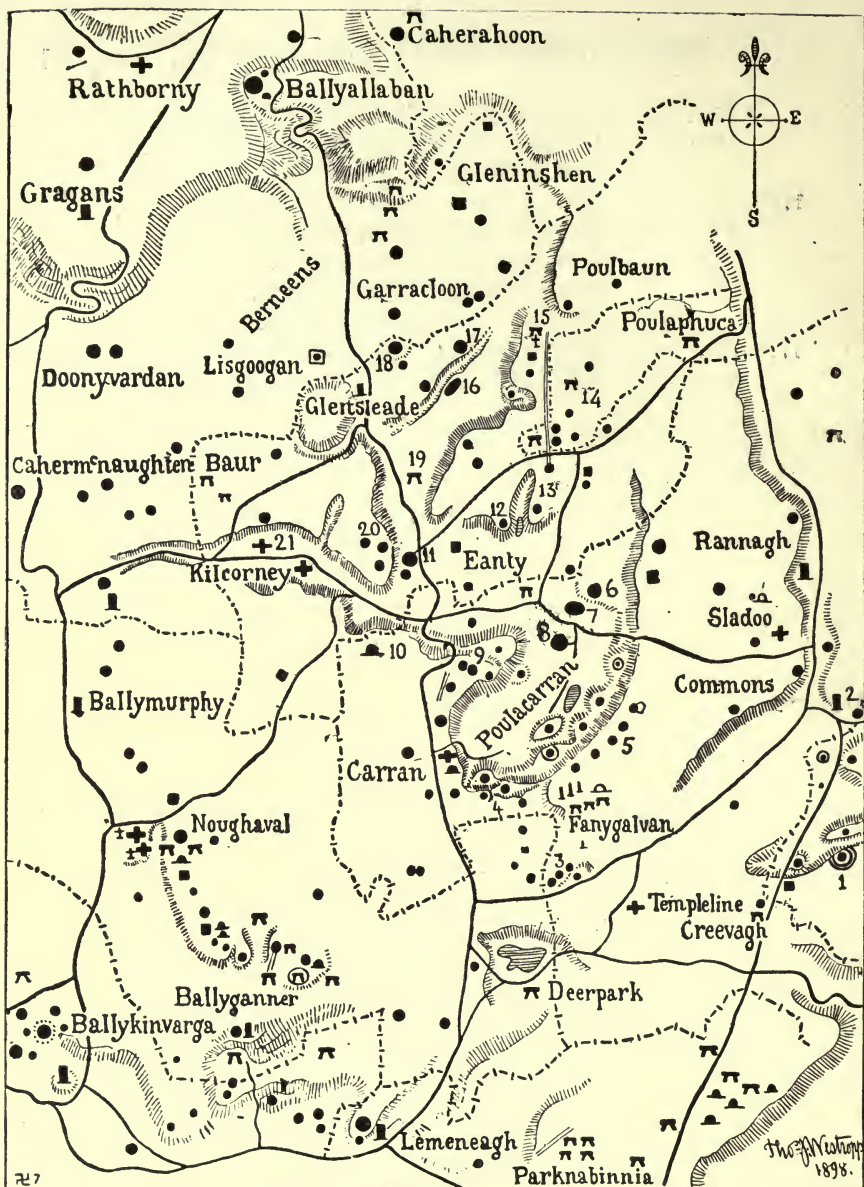 Caherahoon
Rathborny
Ballyallaban
W E
S
Gleninshen
Gragans
Berneens
Poulbaun
Garracloon
Poulaphuca
15
17
18
Doonyvardan
Lisgoogan
16
14
Glensleade
Cahermcnaughten
Baur
19
13
12
20
21
11
Eanty
Rannagh
Kilcorney
6
7
Sladoo
8
10
9
Commons
2
Ballymurphy
Poulacarran
5
Carran
4
Noughaval
Fanygalvan
3
1
Templeline
Creevagh
Ballyganner
Deerpark
Ballykinvarga
Lemeneagh
Parknabinnia
Tho. J. Westropp
1898.